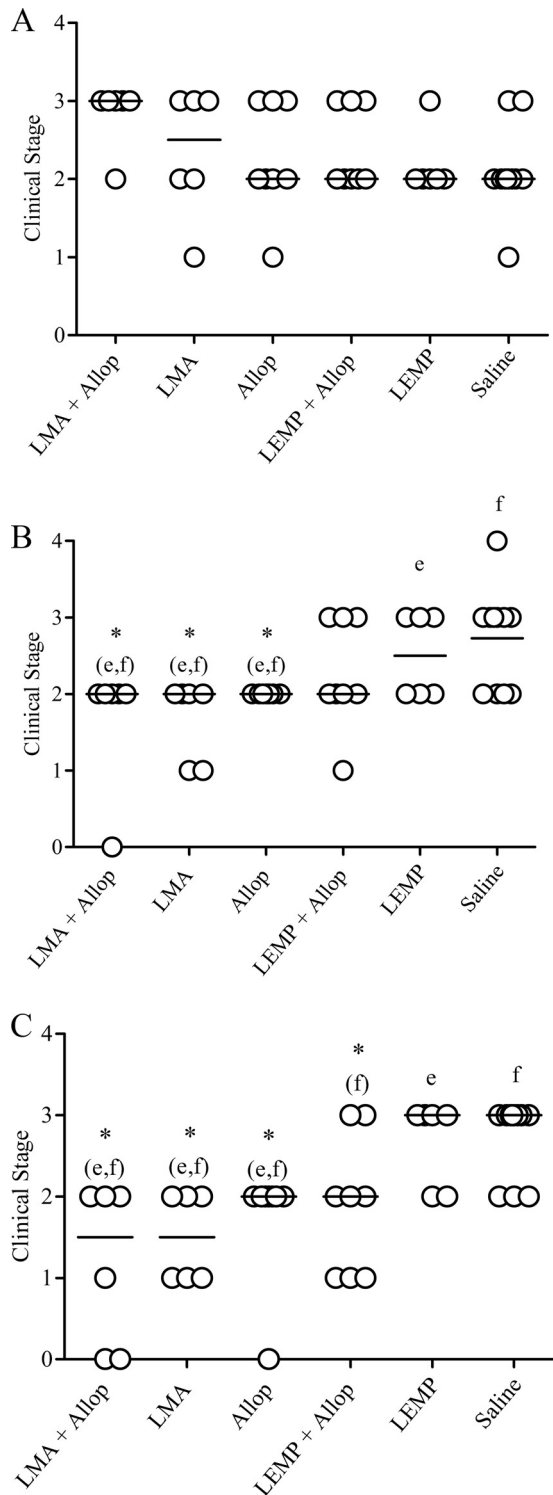 A
4
3
2
1
0
Clinical Stage
LMA + Allop
LMA
Allop
LEMP + Allop
LEMP
Saline
B
4
3
2
1
0
Clinical Stage
*
(e,f)
*
(e,f)
*
(e,f)
e
f
LMA + Allop
LMA
Allop
LEMP + Allop
LEMP
Saline
C
4
3
2
1
0
Clinical Stage
*
(e,f)
*
(e,f)
*
(e,f)
*
(f)
e
f
LMA + Allop
LMA
Allop
LEMP + Allop
LEMP
Saline